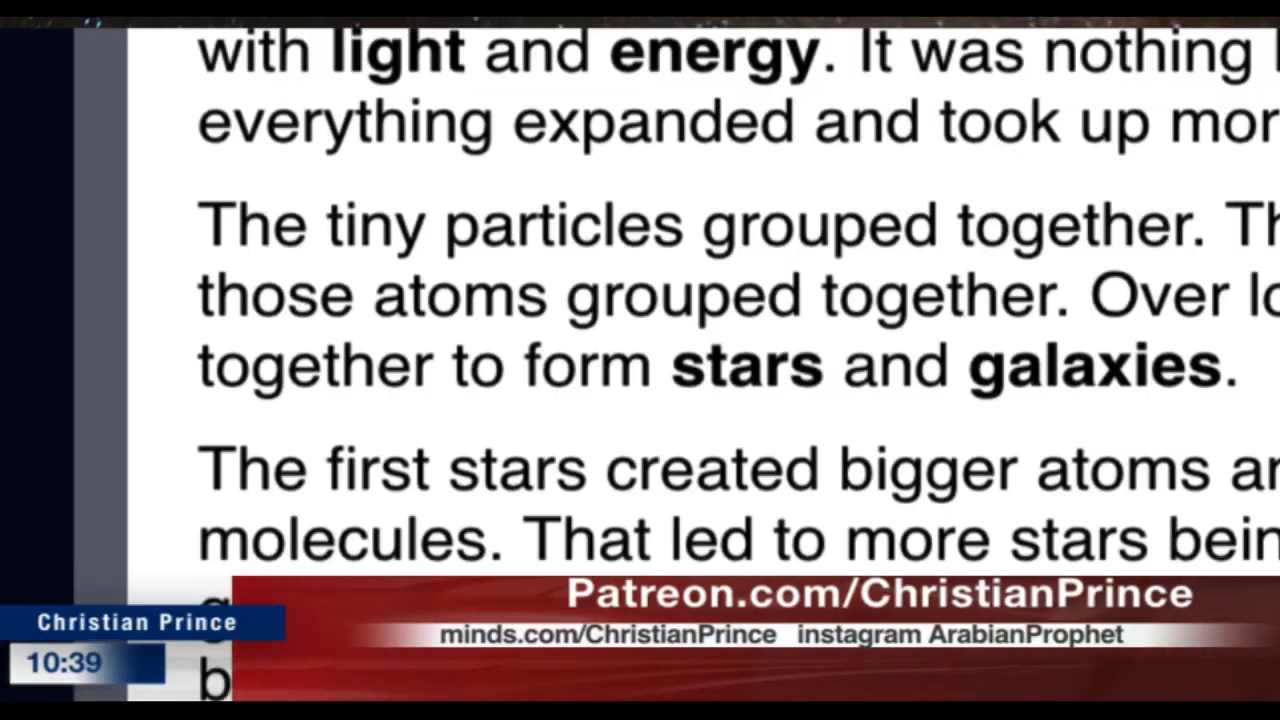 with light and energy. It was nothing
everything expanded and took up mor
The tiny particles grouped together. Th
those atoms grouped together. Over lo
together to form stars and galaxies.
The first stars created bigger atoms ar
molecules. That led to more stars bein
Patreon.com/ChristianPrince
Christian Prince
minds.com/ChristianPrince instagram ArabianProphet
10:39
b